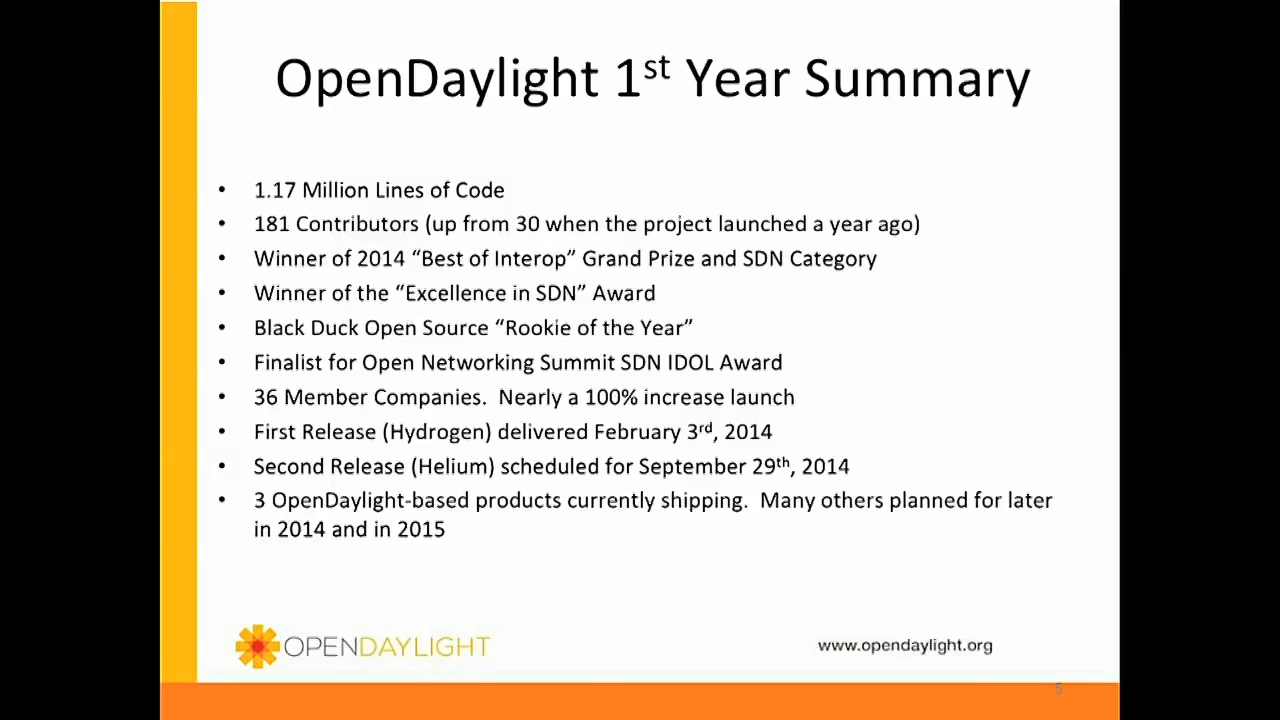 OpenDaylight 1st Year Summary
• 1.17 Million Lines of Code
• 181 Contributors (up from 30 when the project launched a year ago)
• Winner of 2014 “Best of Interop” Grand Prize and SDN Category
• Winner of the “Excellence in SDN” Award
• Black Duck Open Source “Rookie of the Year”
• Finalist for Open Networking Summit SDN IDOL Award
• 36 Member Companies.  Nearly a 100% increase launch
• First Release (Hydrogen) delivered February 3rd, 2014
• Second Release (Helium) scheduled for September 29th, 2014
• 3 OpenDaylight-based products currently shipping.  Many others planned for later
in 2014 and in 2015
OPENDAYLIGHT
www.opendaylight.org
5